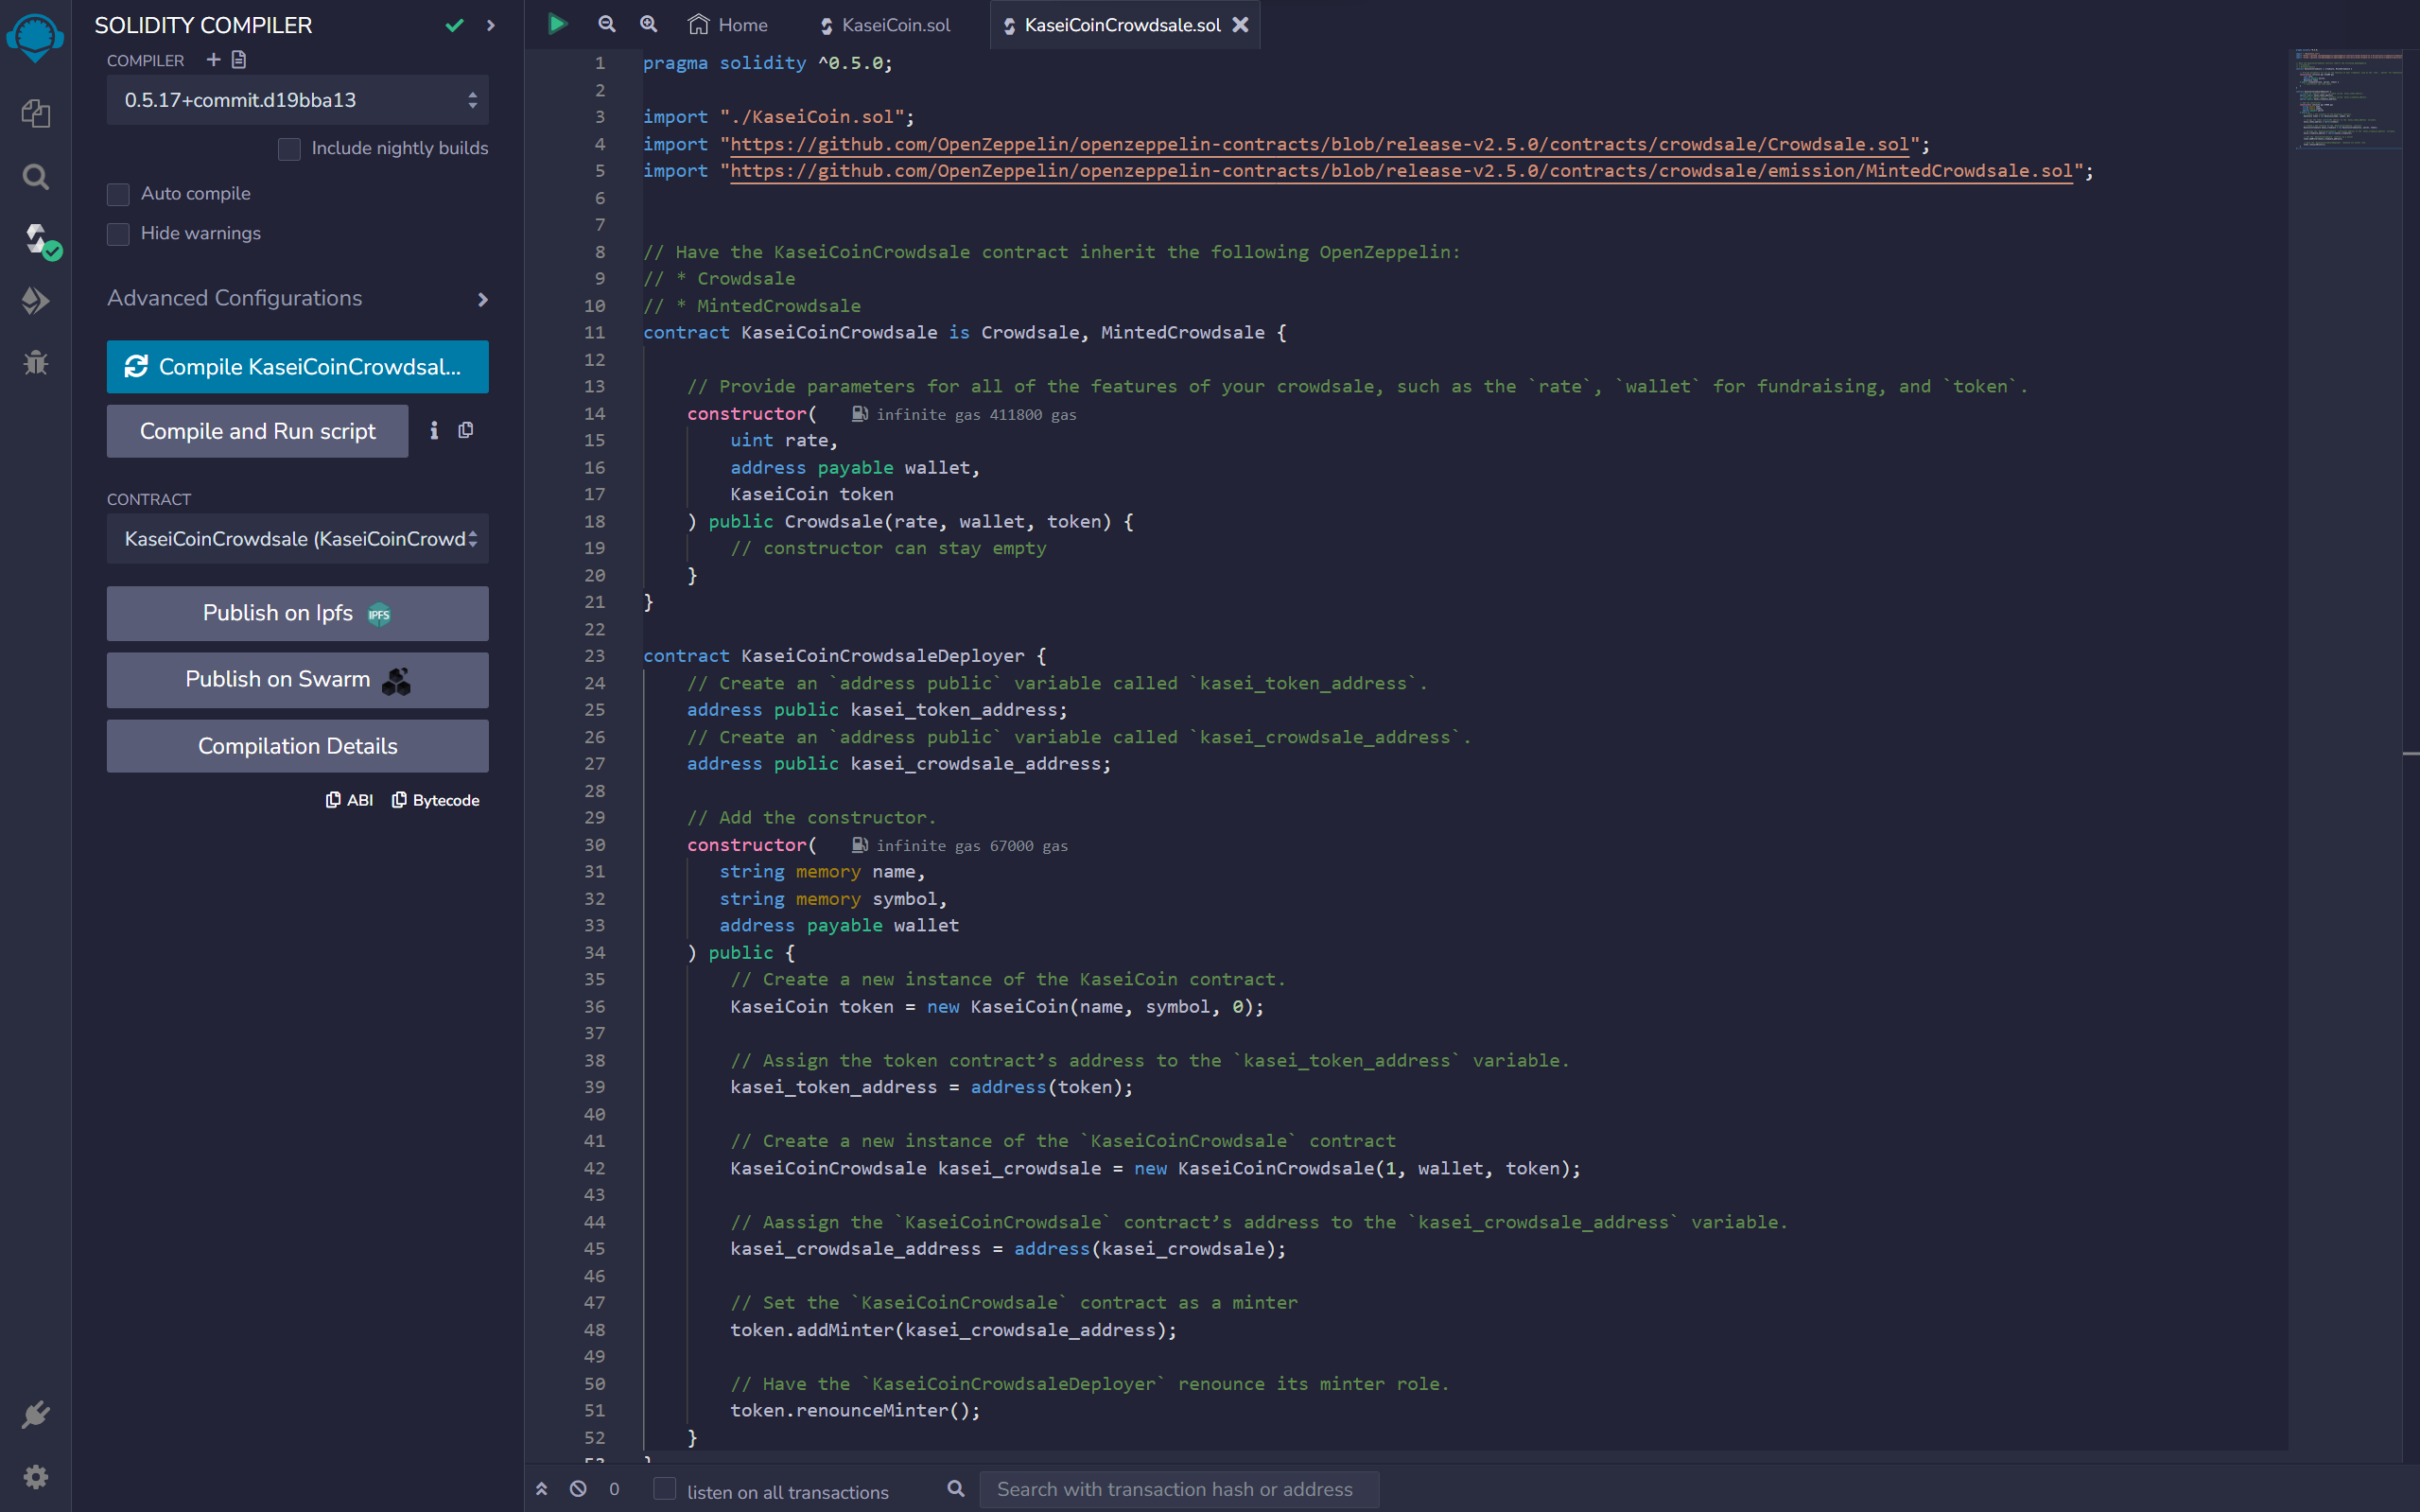 SOLIDITY COMPILER
COMPILER
0.5.17+commit.d19bba13
Include nightly builds
Auto compile
Hide warnings
Advanced Configurations
Compile KaseiCoinCrowdsal...
Compile and Run script
CONTRACT
KaseiCoinCrowdsale (KaseiCoinCrowd
Publish on Ipfs IPFS
Publish on Swarm
Compilation Details
ABI Bytecode
Home KaseiCoin.sol KaseiCoinCrowdsale.sol
1 pragma solidity ^0.5.0;
2
3 import "./KaseiCoin.sol";
4 import "https://github.com/OpenZeppelin/openzeppelin-contracts/blob/release-v2.5.0/contracts/crowdsale/Crowdsale.sol";
5 import "https://github.com/OpenZeppelin/openzeppelin-contracts/blob/release-v2.5.0/contracts/crowdsale/emission/MintedCrowdsale.sol";
6
7
8 // Have the KaseiCoinCrowdsale contract inherit the following OpenZeppelin:
9 // * Crowdsale
10 // * MintedCrowdsale
11 contract KaseiCoinCrowdsale is Crowdsale, MintedCrowdsale {
12
13 // Provide parameters for all of the features of your crowdsale, such as the `rate`, `wallet` for fundraising, and `token`.
14 constructor( infinite gas 411800 gas
15 uint rate,
16 address payable wallet,
17 KaseiCoin token
18 ) public Crowdsale(rate, wallet, token) {
19 // constructor can stay empty
20 }
21 }
22
23 contract KaseiCoinCrowdsaleDeployer {
24 // Create an `address public` variable called `kasei_token_address`.
25 address public kasei_token_address;
26 // Create an `address public` variable called `kasei_crowdsale_address`.
27 address public kasei_crowdsale_address;
28
29 // Add the constructor.
30 constructor( infinite gas 67000 gas
31 string memory name,
32 string memory symbol,
33 address payable wallet
34 ) public {
35 // Create a new instance of the KaseiCoin contract.
36 KaseiCoin token = new KaseiCoin(name, symbol, 0);
37
38 // Assign the token contract’s address to the `kasei_token_address` variable.
39 kasei_token_address = address(token);
40
41 // Create a new instance of the `KaseiCoinCrowdsale` contract
42 KaseiCoinCrowdsale kasei_crowdsale = new KaseiCoinCrowdsale(1, wallet, token);
43
44 // Aassign the `KaseiCoinCrowdsale` contract’s address to the `kasei_crowdsale_address` variable.
45 kasei_crowdsale_address = address(kasei_crowdsale);
46
47 // Set the `KaseiCoinCrowdsale` contract as a minter
48 token.addMinter(kasei_crowdsale_address);
49
50 // Have the `KaseiCoinCrowdsaleDeployer` renounce its minter role.
51 token.renounceMinter();
52 }
0 listen on all transactions Search with transaction hash or address